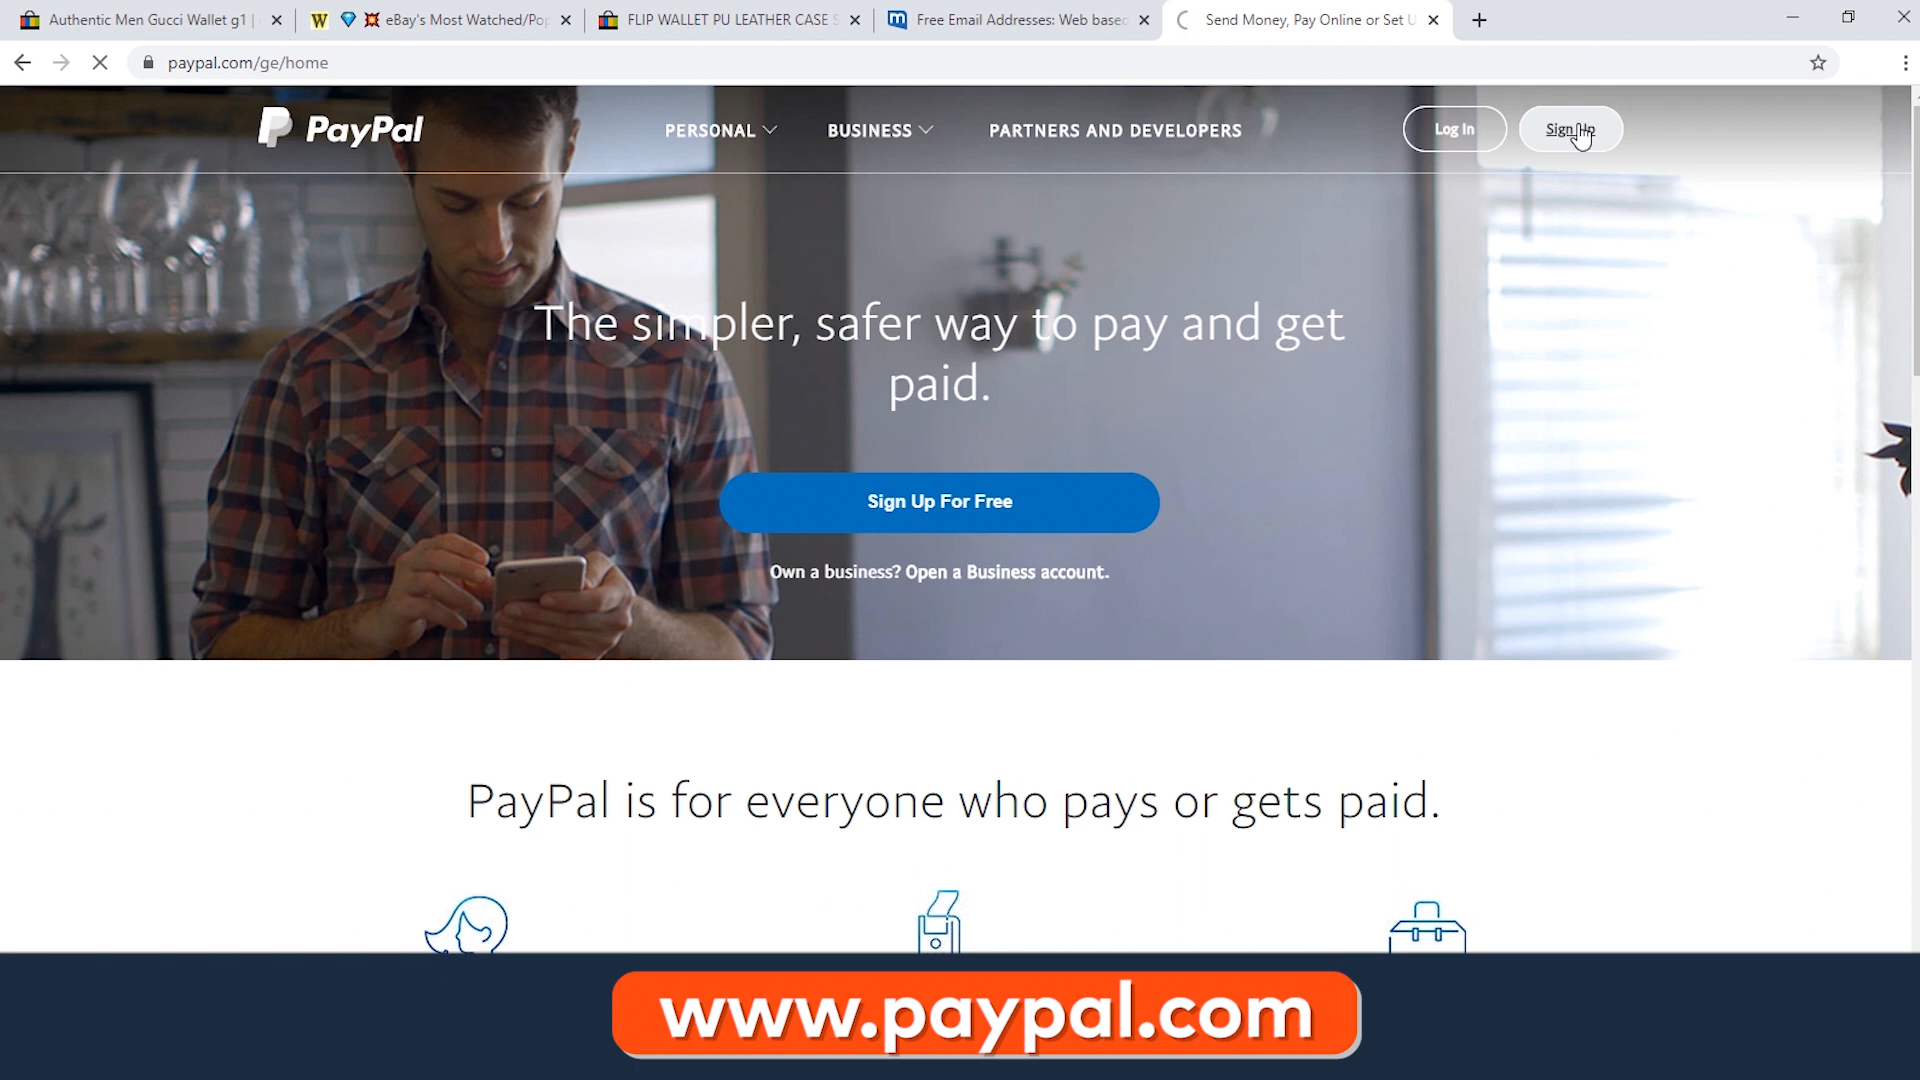 Authentic Men Gucci Wallet g1 |
W eBay's Most Watched/Po
FLIP WALLET PU LEATHER CASE S
Free Email Addresses: Web based
Send Money, Pay Online or Set U
paypal.com/ge/home
PayPal
PERSONAL
BUSINESS
PARTNERS AND DEVELOPERS
Log In
Sign Up
The simpler, safer way to pay and get
paid.
Sign Up For Free
Own a business? Open a Business account.
PayPal is for everyone who pays or gets paid.
www.paypal.com